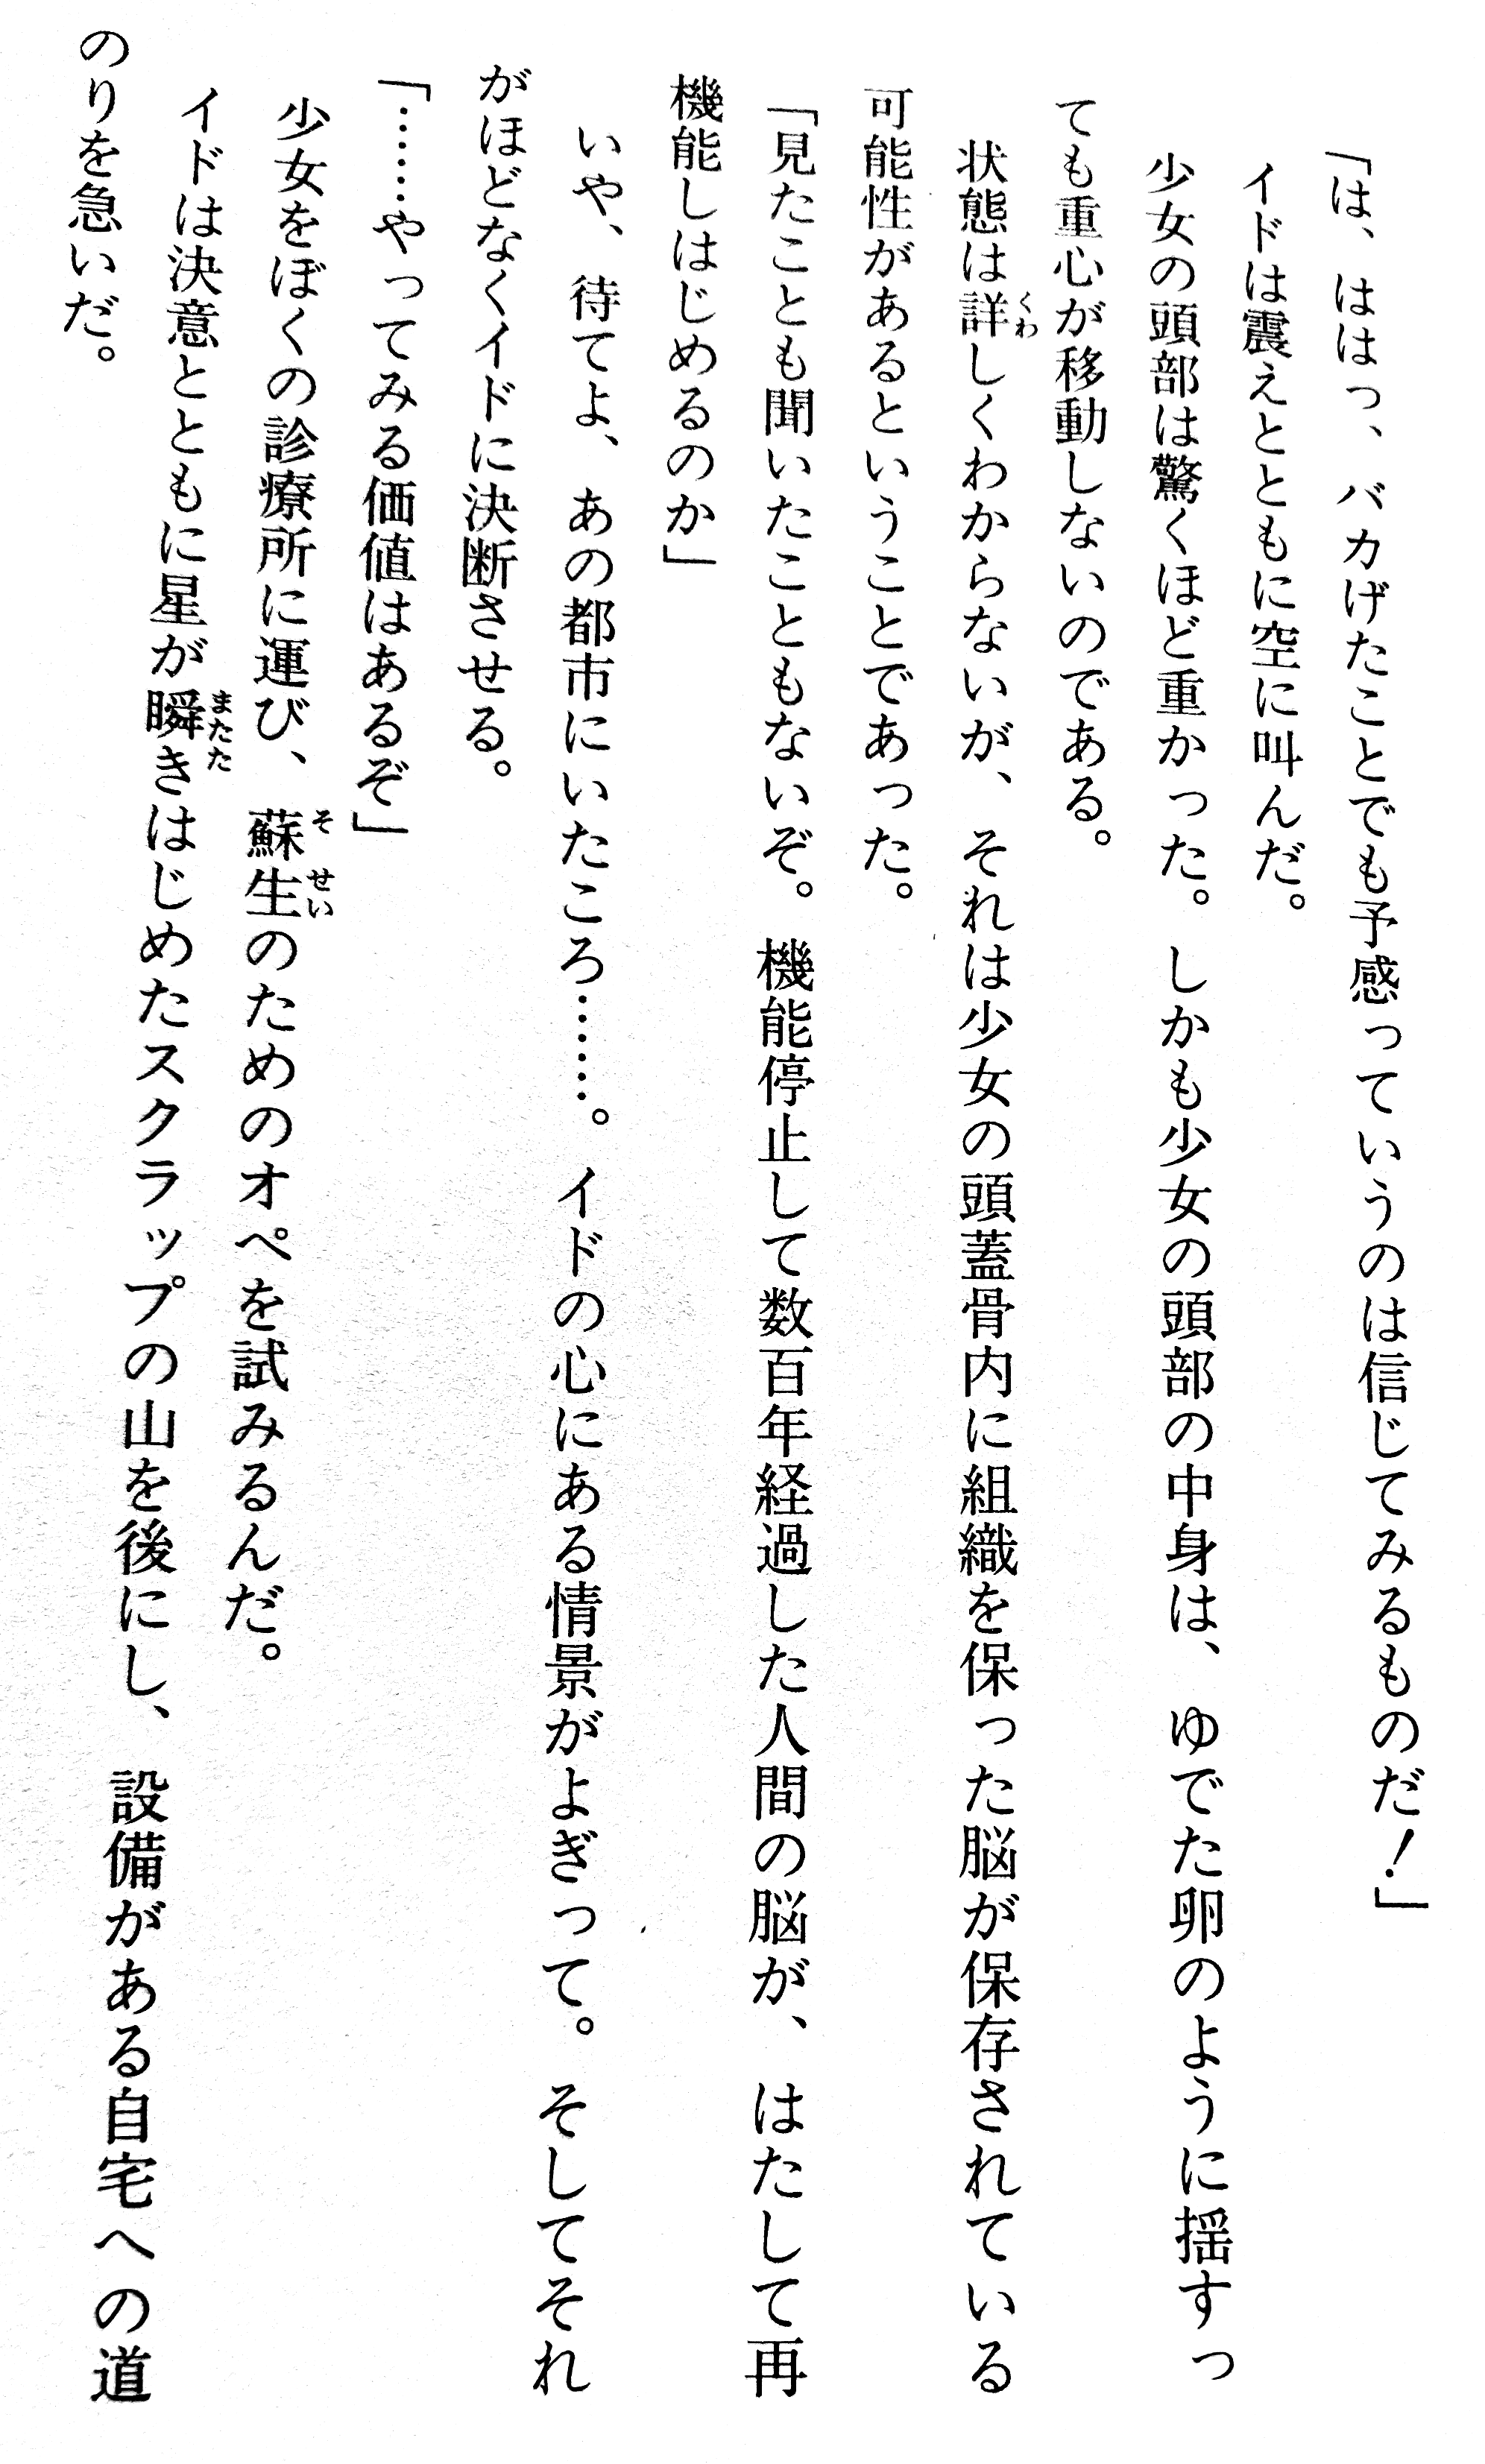 「は、ははっ、バカげたことでも予感っていうのは信じてみるものだ！」
イドは震えとともに空に叫んだ。
少女の頭部は驚くほど重かった。しかも少女の頭部の中身は、ゆでた卵のように揺すっ
ても重心が移動しないのである。
状態は詳しくわからないが、それは少女の頭蓋骨内に組織を保った脳が保存されている
可能性があるということであった。
「見たことも聞いたこともないぞ。機能停止して数百年経過した人間の脳が、はたして再
機能しはじめるのか」
いや、待てよ、あの都市にいたころ……。イドの心にある情景がよぎって。そしてそれ
がほどなくイドに決断させる。
「……やってみる価値はあるぞ」
少女をぼくの診療所に運び、蘇生のためのオペを試みるんだ。
イドは決意とともに星が瞬きはじめたスクラップの山を後にし、設備がある自宅への道
のりを急いだ。